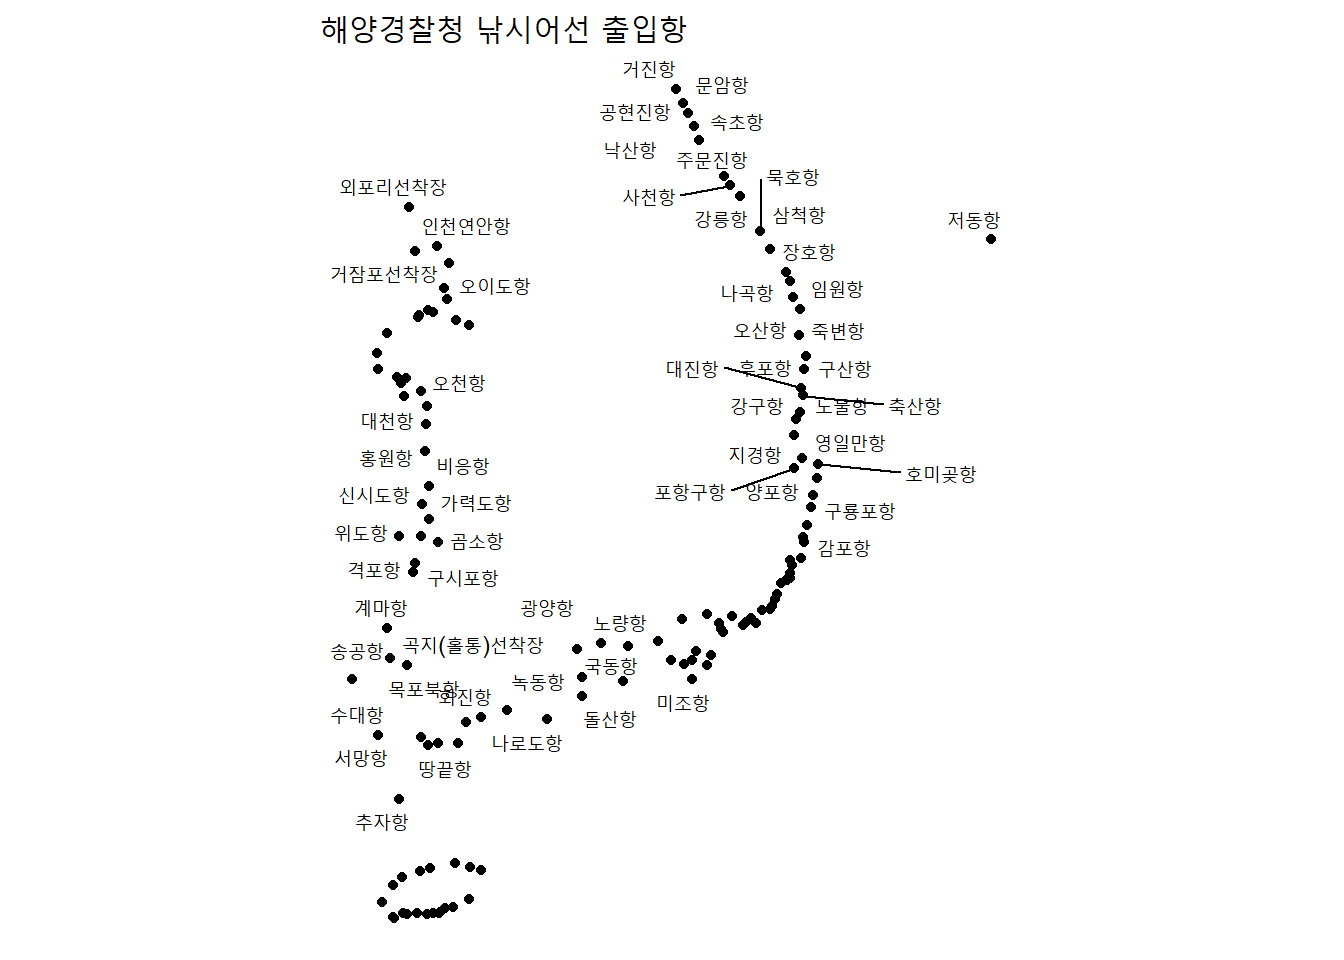 해양경찰청 낚시어선 출입항
거진항
문암항
공현진항
속초항
낙산항
주문진항
묵호항
외포리선착장
사천항
삼척항
강릉항
저동항
인천연안항
장호항
거잠포선착장
오이도항
나곡항
임원항
오산항
죽변항
대진항
후포항
구산항
오천항
강구항
노물항
축산항
대천항
영일만항
지경항
홍원항
비응항
호미곶항
포항구항
양포항
신시도항
가력도항
구룡포항
위도항
곰소항
감포항
격포항
구시포항
계마항
광양항
노량항
송공항
곡지(홀통)선착장
국동항
녹동항
목포북항
회진항
미조항
수대항
돌산항
나로도항
서망항
땅끝항
추자항